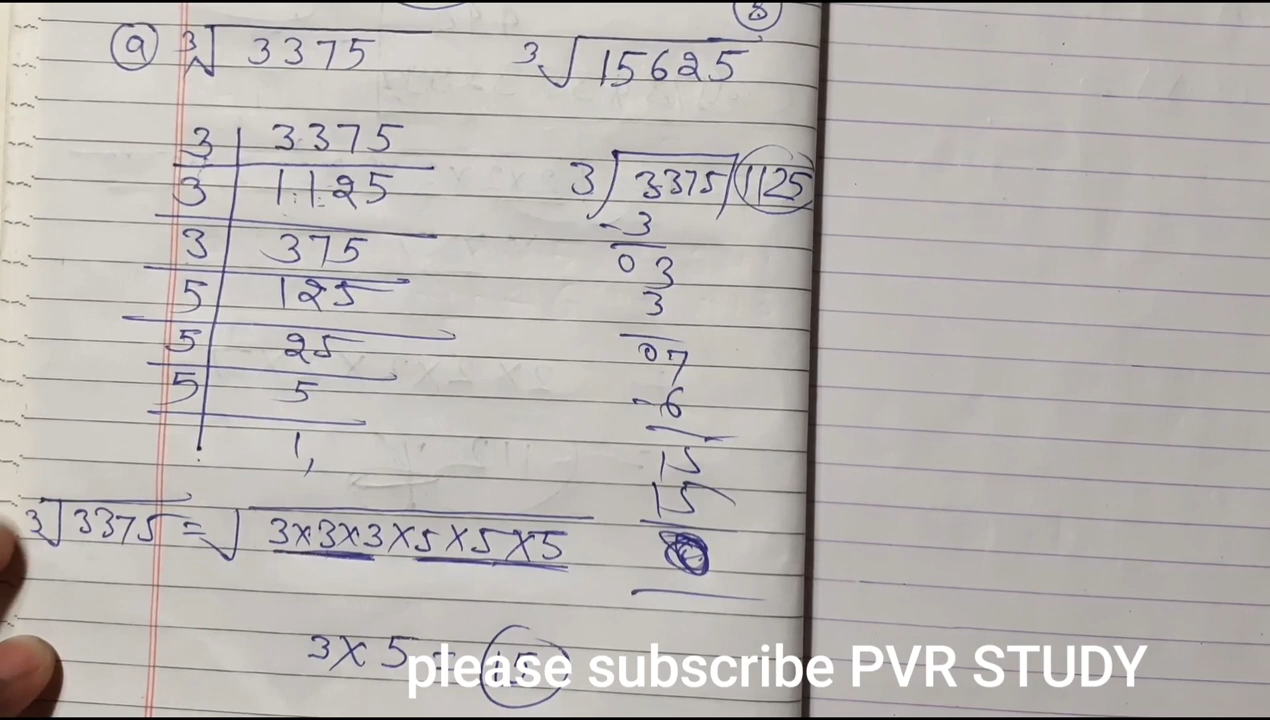 8
a ∛3375 ∛15625
3 | 3375
3 | 1125
3 | 375
5 | 125
5 | 25
5 | 5
1,
3)3375(1125
-3
03
3
07
-6
15
15
0
∛3375 = √3×3×3×5×5×5
3×5 = 15
please subscribe PVR STUDY